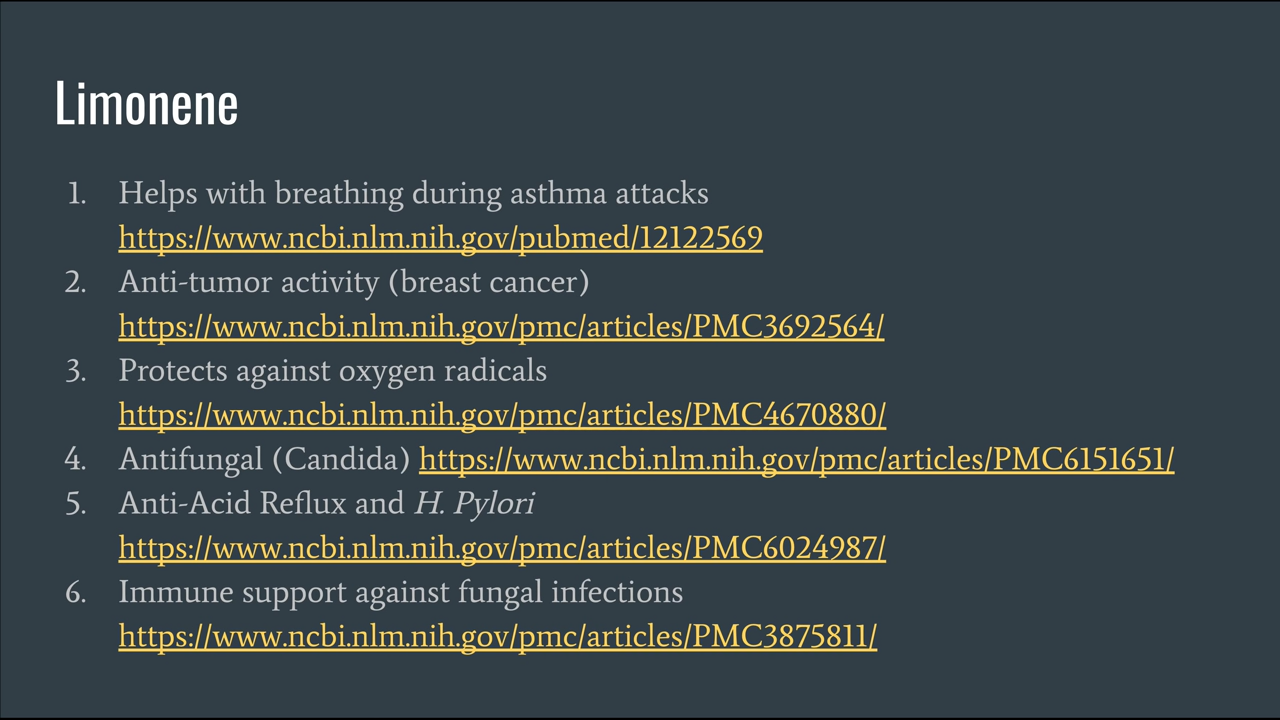 Limonene
1. Helps with breathing during asthma attacks
https://www.ncbi.nlm.nih.gov/pubmed/12122569
2. Anti-tumor activity (breast cancer)
https://www.ncbi.nlm.nih.gov/pmc/articles/PMC3692564/
3. Protects against oxygen radicals
https://www.ncbi.nlm.nih.gov/pmc/articles/PMC4670880/
4. Antifungal (Candida) https://www.ncbi.nlm.nih.gov/pmc/articles/PMC6151651/
5. Anti-Acid Reflux and H. Pylori
https://www.ncbi.nlm.nih.gov/pmc/articles/PMC6024987/
6. Immune support against fungal infections
https://www.ncbi.nlm.nih.gov/pmc/articles/PMC3875811/